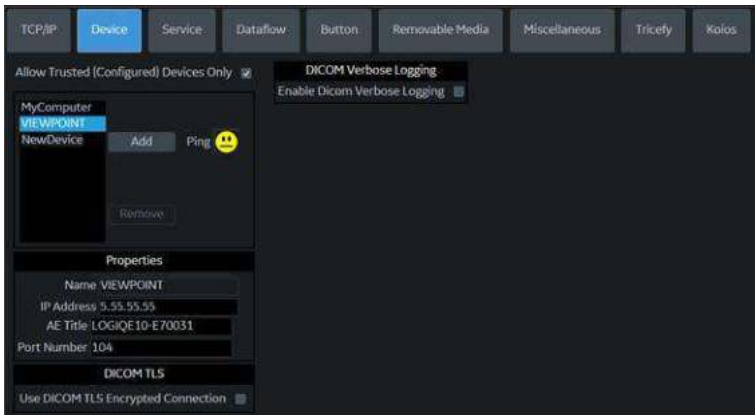 TCP/IP Device Service Dataflow Button Removable Media Miscellaneous Tricefy Koios
Allow Trusted (Configured) Devices Only
DICOM Verbose Logging
Enable Dicom Verbose Logging
MyComputer
VIEWPOINT
NewDevice
Add
Ping
Remove
Properties
Name VIEWPOINT
IP Address 5.55.55.55
AE Title LOGIQE10-E70031
Port Number 104
DICOM TLS
Use DICOM TLS Encrypted Connection